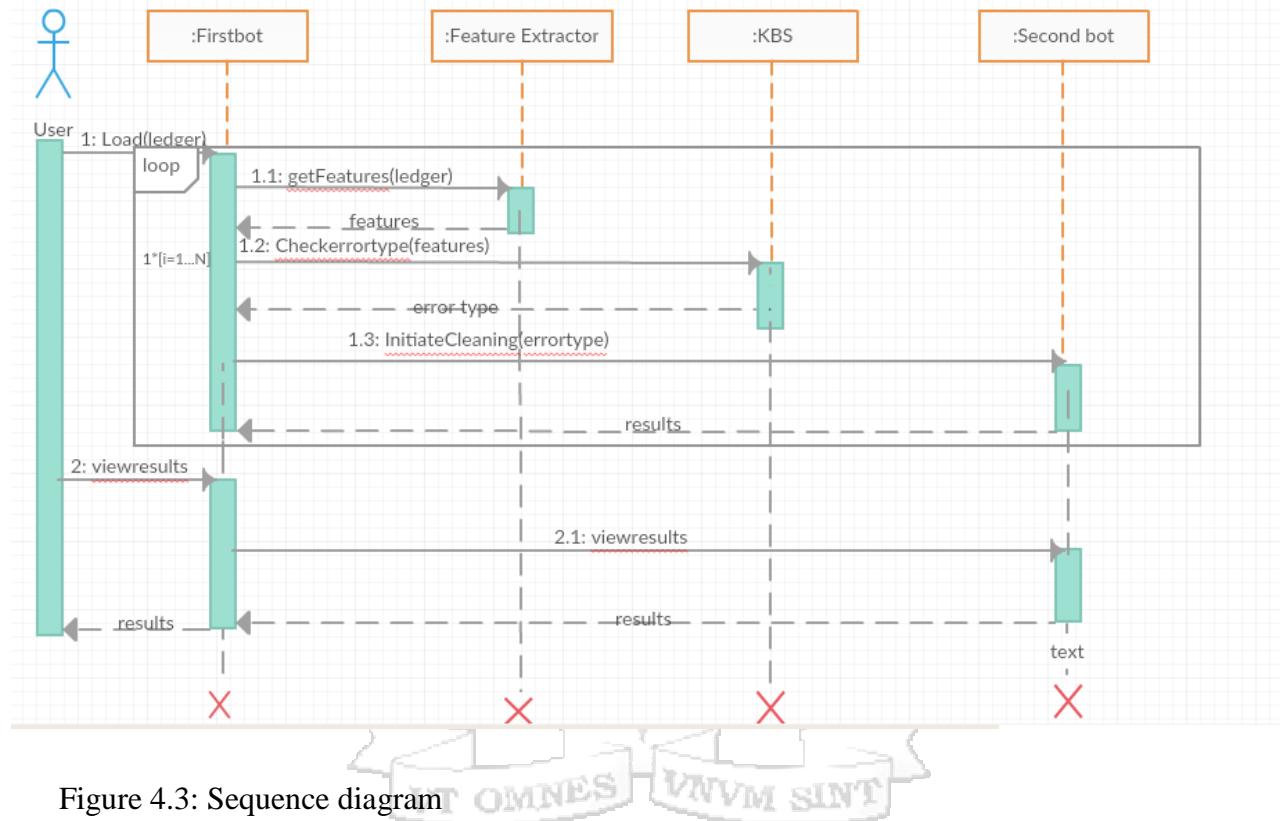 :Firstbot
:Feature Extractor
:KBS
:Second bot
User
1: Load(ledger)
loop
1.1: getFeatures(ledger)
features
1.2: Checkerrortype(features)
1*[i=1...N]
error type
1.3: InitiateCleaning(errortype)
results
2: viewresults
2.1: viewresults
results
results
text
VT OMNES VNVM SINT
Figure 4.3: Sequence diagram